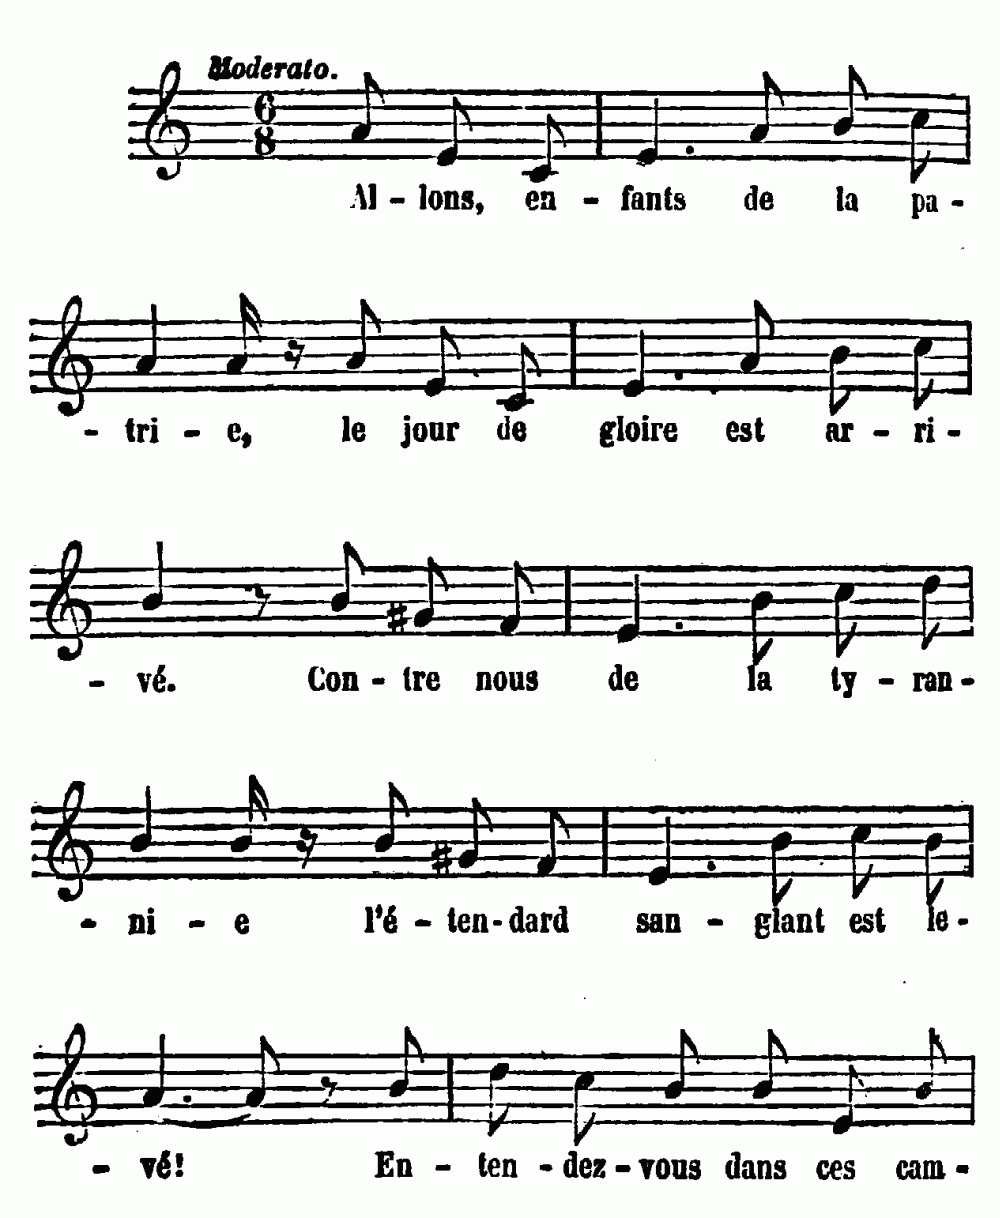 Moderato.
6
8
Al - lons, en - fants de la pa -
- tri - e, le jour de gloire est ar - ri -
- vé. Con - tre nous de la ty - ran -
- ni - e l'é - ten - dard san - glant est le -
- vé! En - ten - dez - vous dans ces cam -